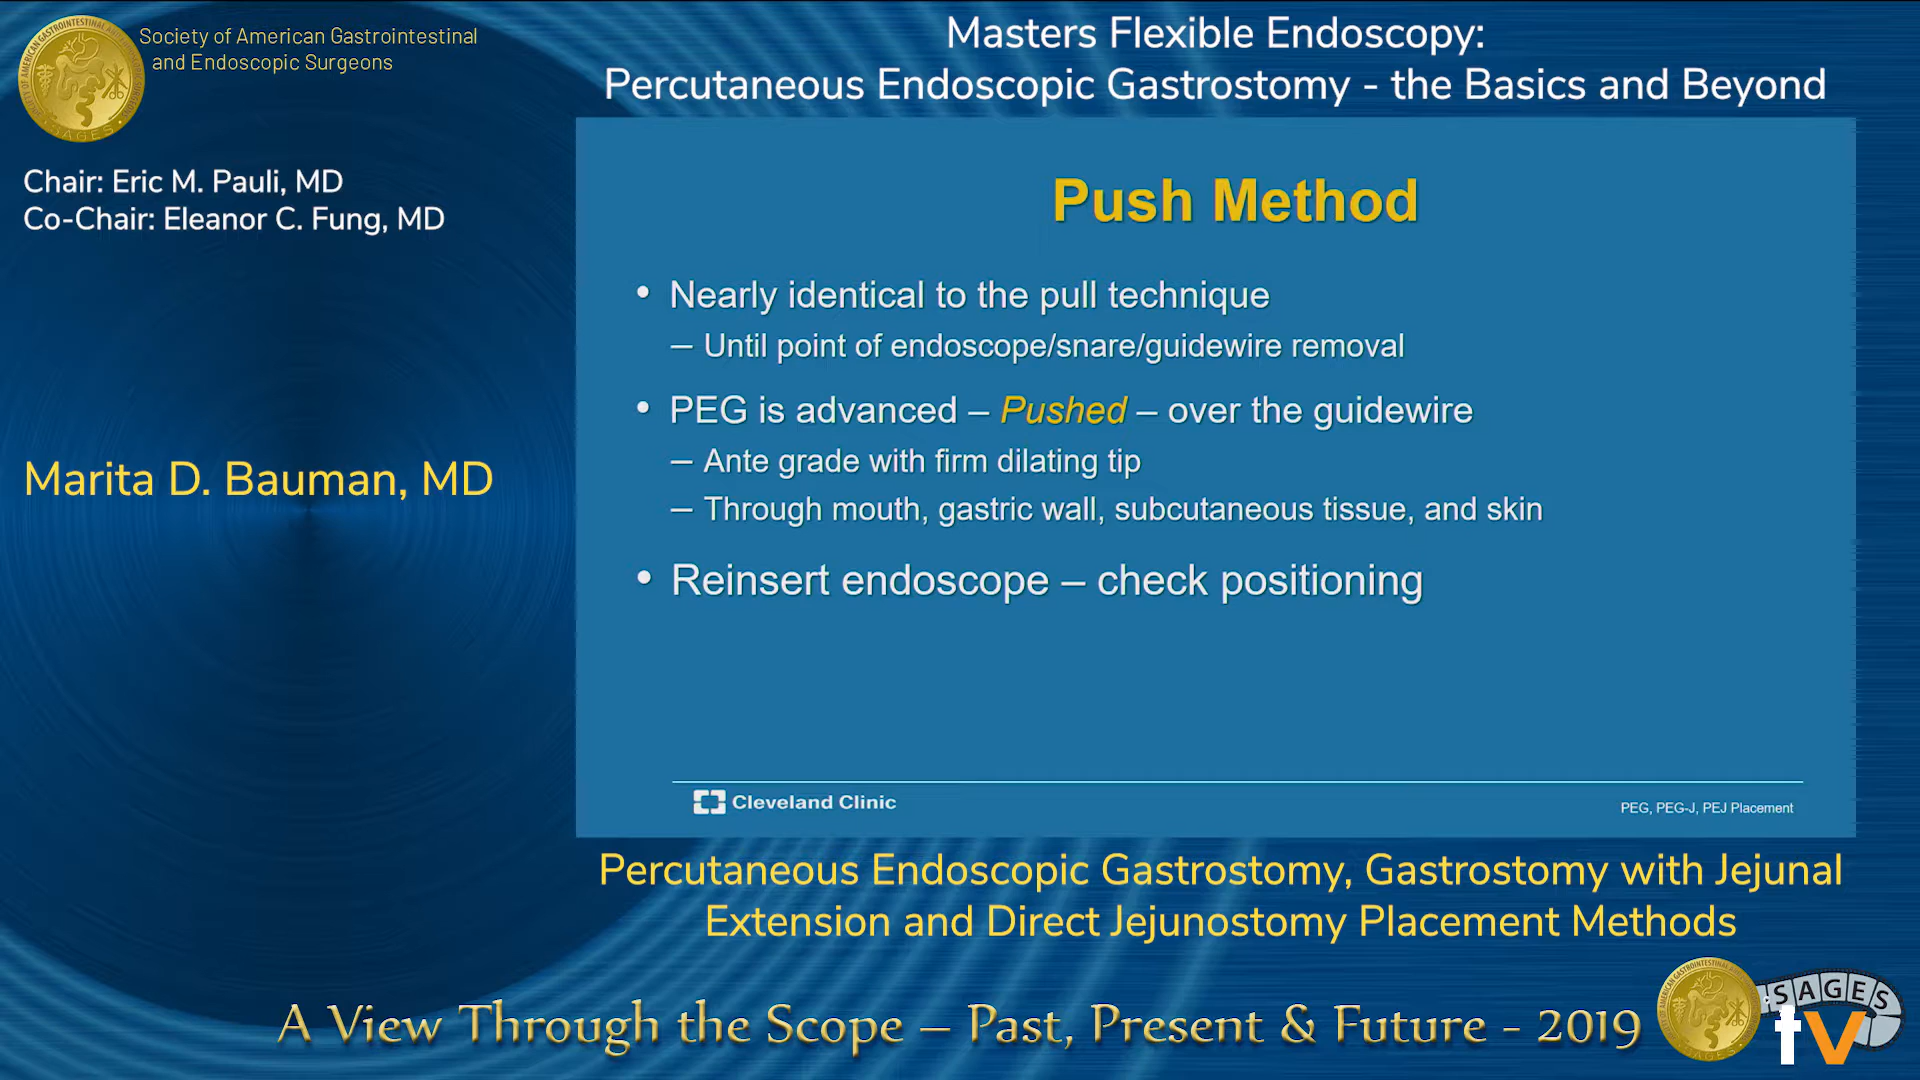 Society of American Gastrointestinal
and Endoscopic Surgeons
Masters Flexible Endoscopy:
Percutaneous Endoscopic Gastrostomy - the Basics and Beyond
Chair: Eric M. Pauli, MD
Co-Chair: Eleanor C. Fung, MD
Marita D. Bauman, MD
Push Method
• Nearly identical to the pull technique
– Until point of endoscope/snare/guidewire removal
• PEG is advanced – Pushed – over the guidewire
– Ante grade with firm dilating tip
– Through mouth, gastric wall, subcutaneous tissue, and skin
• Reinsert endoscope – check positioning
Cleveland Clinic
PEG, PEG-J, PEJ Placement
Percutaneous Endoscopic Gastrostomy, Gastrostomy with Jejunal
Extension and Direct Jejunostomy Placement Methods
A View Through the Scope – Past, Present & Future - 2019
SAGES
tv